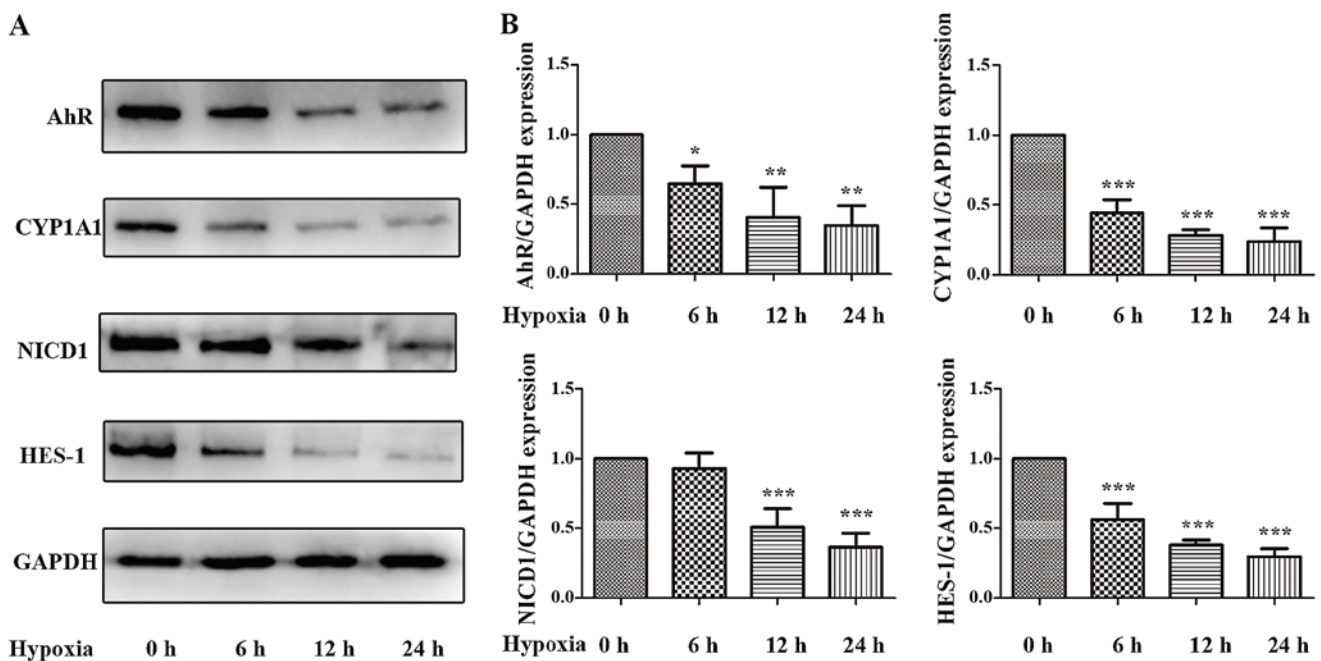 A
AhR
CYP1A1
NICD1
HES-1
GAPDH
Hypoxia 0 h 6 h 12 h 24 h
B
AhR/GAPDH expression
1.5
1.0
0.5
0.0
*
**
**
Hypoxia 0 h 6 h 12 h 24 h
CYP1A1/GAPDH expression
1.5
1.0
0.5
0.0
***
***
***
0 h 6 h 12 h 24 h
NICD1/GAPDH expression
1.5
1.0
0.5
0.0
***
***
Hypoxia 0 h 6 h 12 h 24 h
HES-1/GAPDH expression
1.5
1.0
0.5
0.0
***
***
***
0 h 6 h 12 h 24 h